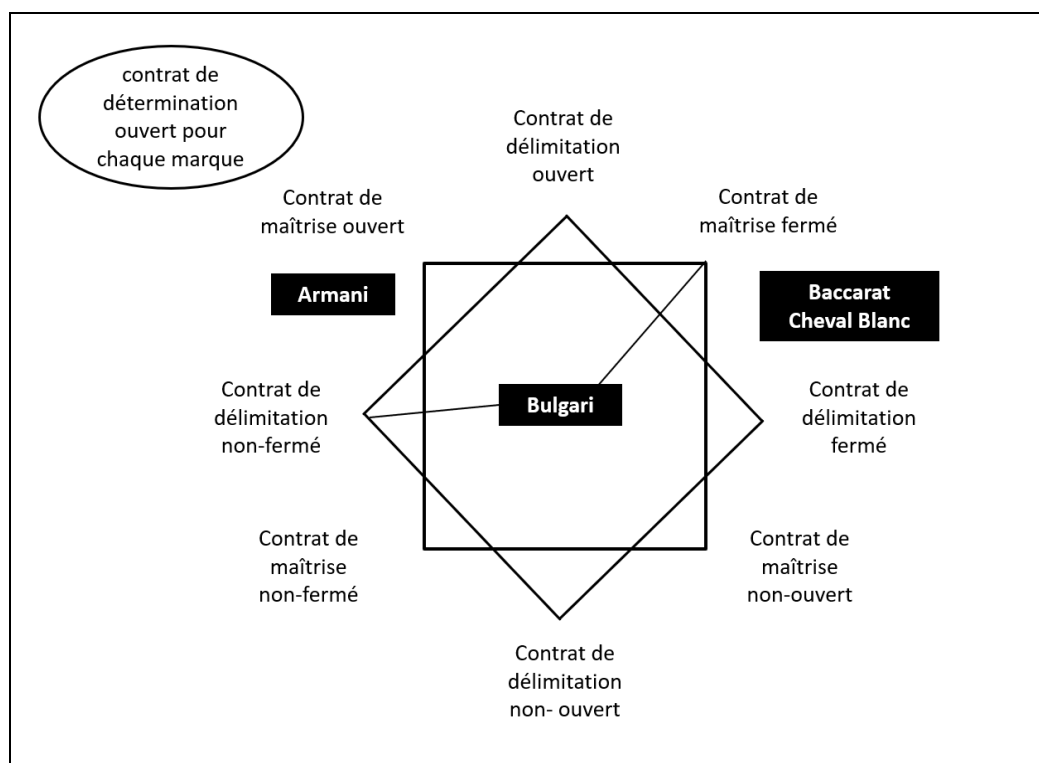 contrat de
détermination
ouvert pour
chaque marque
Contrat de
délimitation
ouvert
Contrat de
maîtrise ouvert
Contrat de
maîtrise fermé
Armani
Baccarat
Cheval Blanc
Contrat de
délimitation
non-fermé
Bulgari
Contrat de
délimitation
fermé
Contrat de
maîtrise
non-fermé
Contrat de
maîtrise
non-ouvert
Contrat de
délimitation
non- ouvert